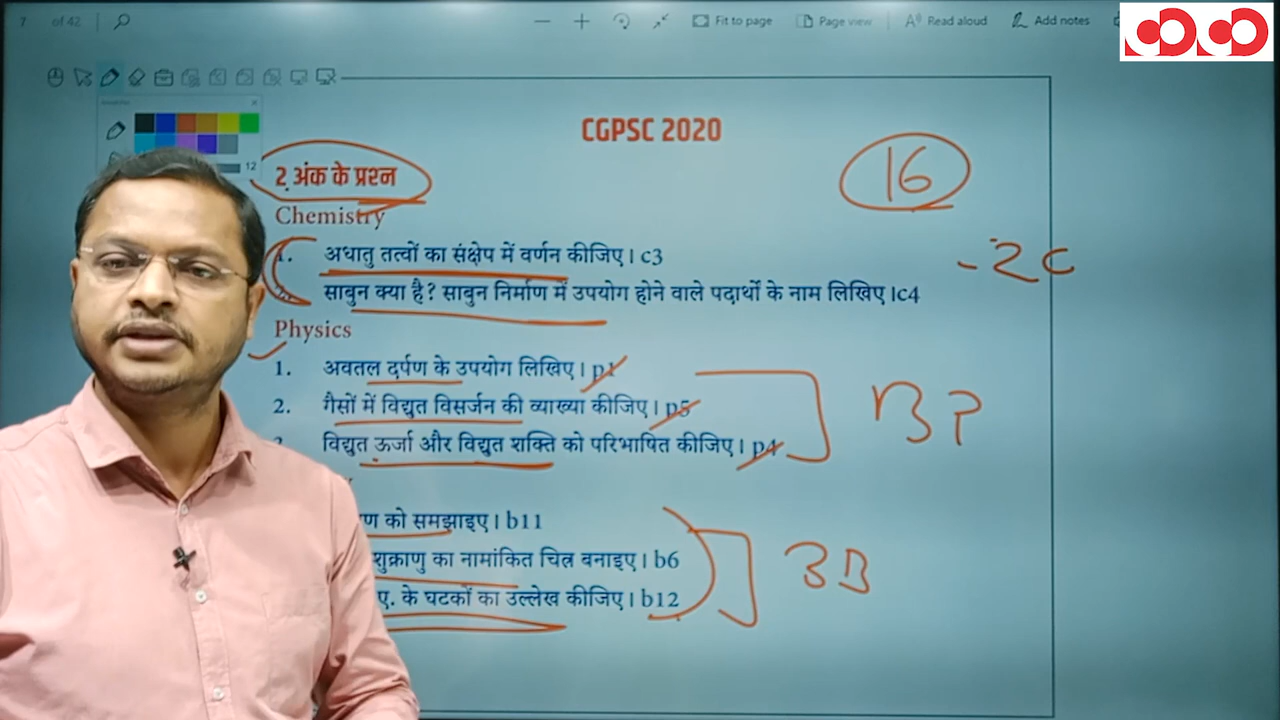 7 of 42
Fit to page Page view Read aloud Add notes
12
CGPSC 2020
16
2 अंक के प्रश्न
Chemistry
1. अधातु तत्वों का संक्षेप में वर्णन कीजिए। c3
- 2C
साबुन क्या है? साबुन निर्माण में उपयोग होने वाले पदार्थो के नाम लिखिए।c4
Physics
1. अवतल दर्पण के उपयोग लिखिए। p1
2. गैसों में विद्युत विसर्जन की व्याख्या कीजिए। p5
3. विद्युत ऊर्जा और विद्युत शक्ति को परिभाषित कीजिए। p4
को समझाइए। b11
शुक्राणु का नामांकित चित्र बनाइए। b6
3B
ए. के घटकों का उल्लेख कीजिए। b12